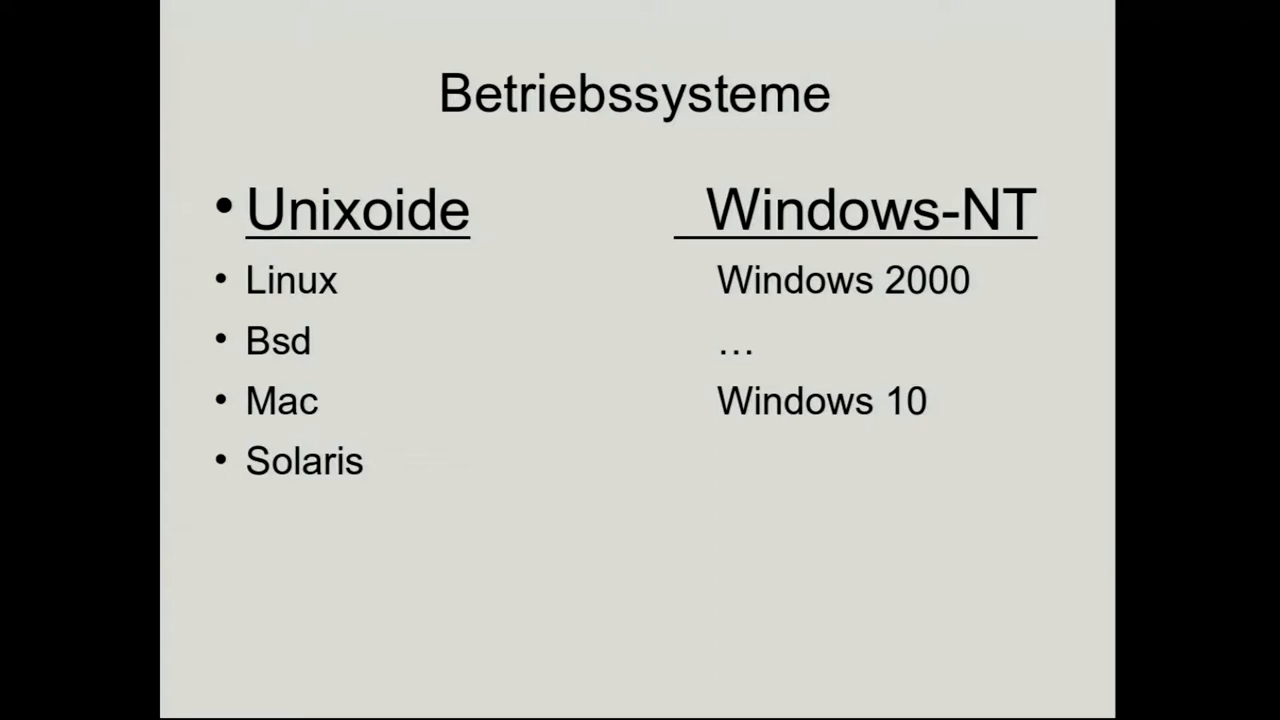 Betriebssysteme
• Unixoide Windows-NT
• Linux Windows 2000
• Bsd …
• Mac Windows 10
• Solaris